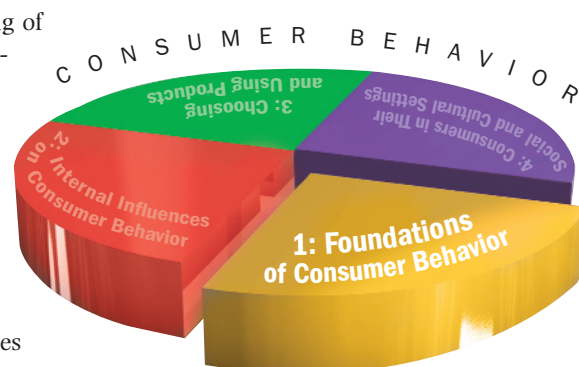 ng of
-
CONSUMER BEHAVIOR
3: Choosing
and Using Products
4: Consumers in Their
Social and Cultural Settings
2: Internal Influences
on Consumer Behavior
1: Foundations
of Consumer Behavior
es